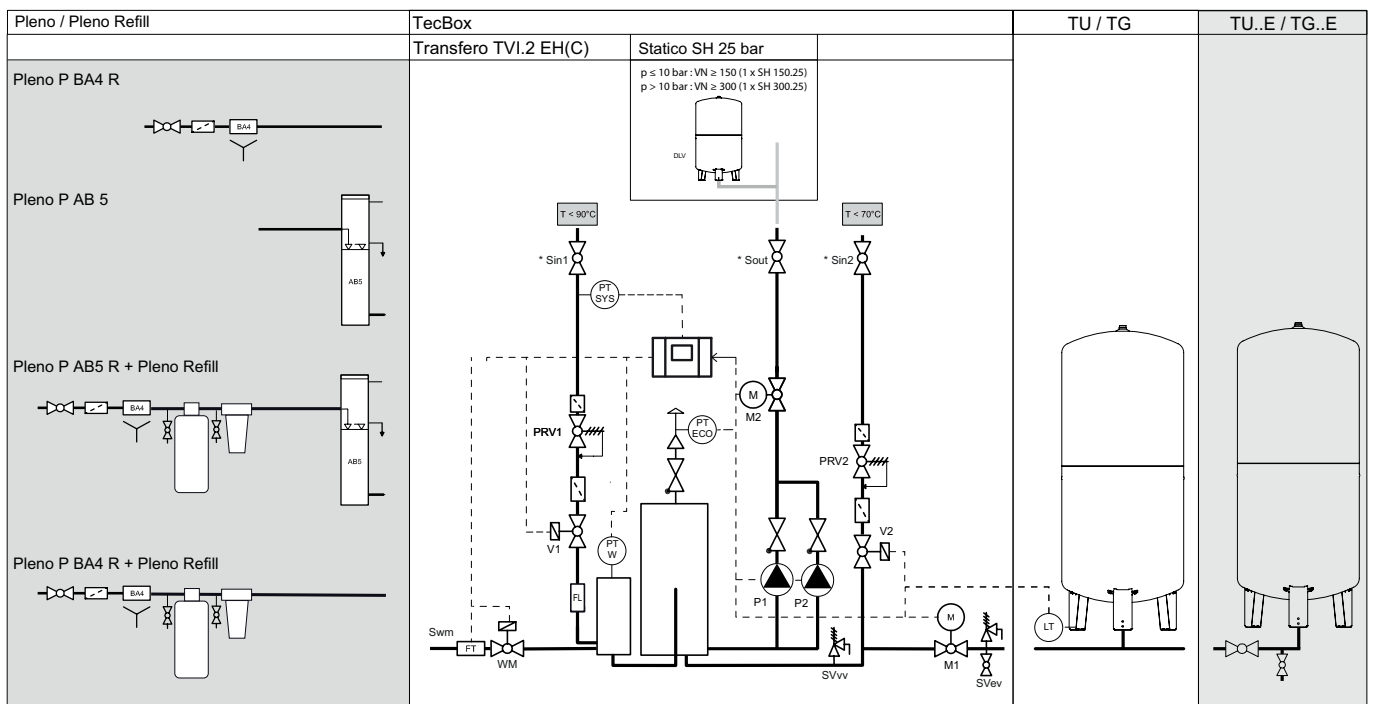 Pleno / Pleno Refill
TecBox
TU / TG
TU..E / TG..E
Transfero TVI.2 EH(C)
Statico SH 25 bar
p ≤ 10 bar : VN ≥ 150 (1 x SH 150.25)
p > 10 bar : VN ≥ 300 (1 x SH 300.25)
DLV
Pleno P BA4 R
BA4
Pleno P AB 5
AB5
Pleno P AB5 R + Pleno Refill
BA4
AB5
Pleno P BA4 R + Pleno Refill
BA4
T < 90°C
T < 70°C
* Sin1
* Sout
* Sin2
PT
SYS
M
M2
PT
ECO
PRV1
PRV2
V1
V2
PT
W
FL
P1
P2
Swm
FT
WM
SVvv
M
M1
SVev
LT